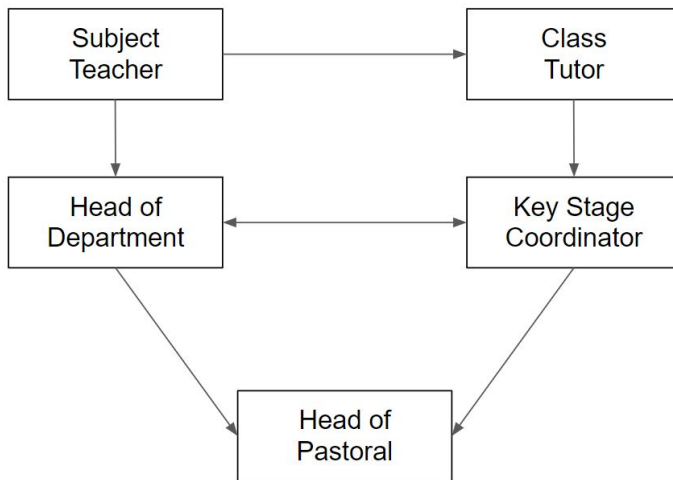 Subject
Teacher
Class
Tutor
Head of
Department
Key Stage
Coordinator
Head of
Pastoral